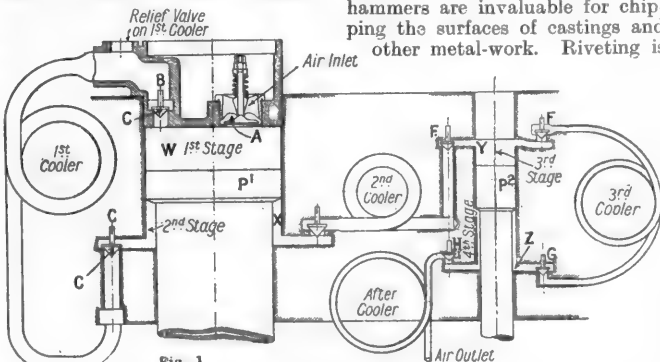 hammers are invaluable for chip-
ping the surfaces of castings and
other metal-work. Riveting is
Relief Valve
on 1st Cooler
Air Inlet
B
C
A
W 1st Stage
P1
1st
Cooler
2nd Stage
X
C
C
2nd
Cooler
E
Y
F
3rd
Stage
P2
3rd
Cooler
4th Stage
Z
H
G
After
Cooler
Air Outlet
Fig. 1